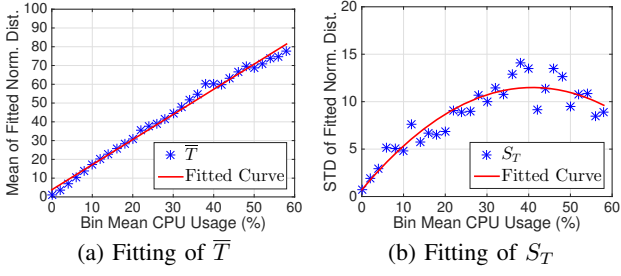 Mean of Fitted Norm. Dist.
100
90
80
70
60
50
40
30
20
10
0
0 10 20 30 40 50 60
T̅
Fitted Curve
Bin Mean CPU Usage (%)
(a) Fitting of T̅
STD of Fitted Norm. Dist.
20
15
10
5
0
0 10 20 30 40 50 60
S_T
Fitted Curve
Bin Mean CPU Usage (%)
(b) Fitting of S_T